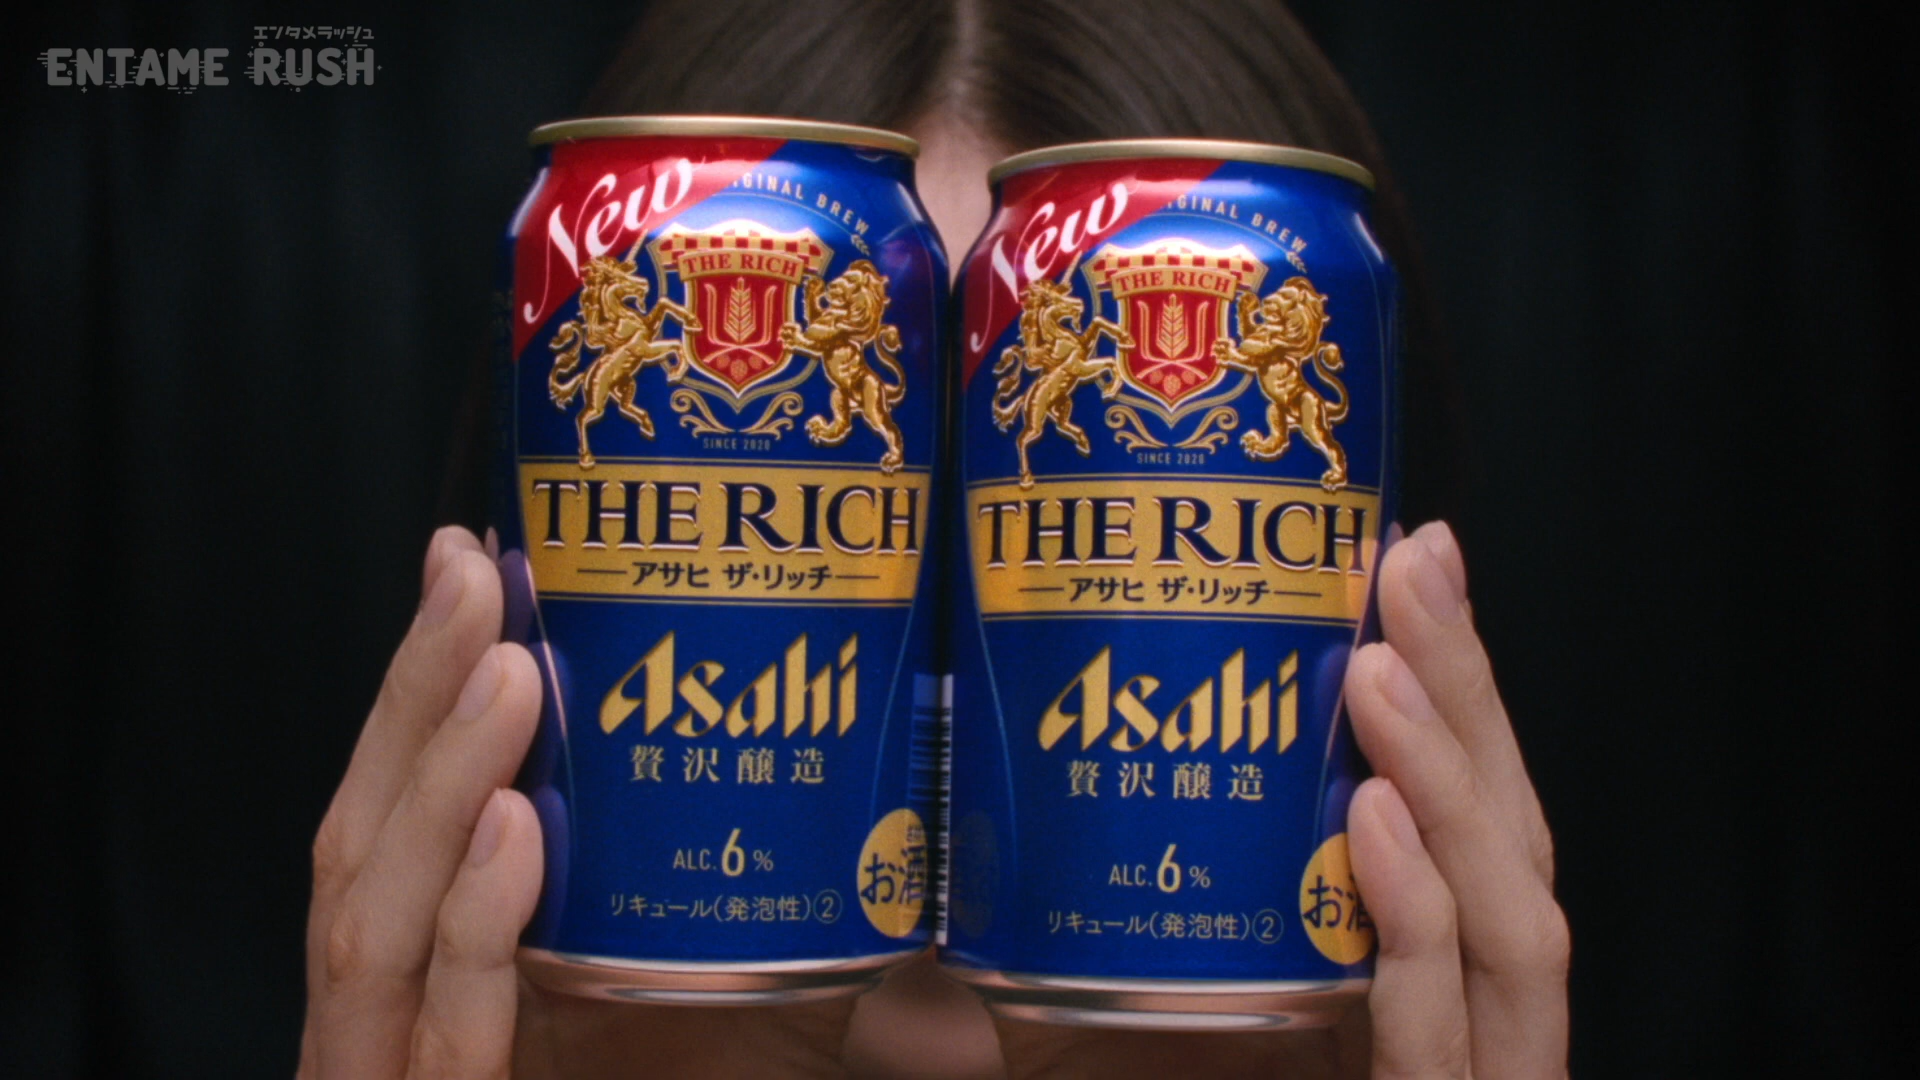 エンタメラッシュ
ENTAME RUSH
New
GINAL BREW
THE RICH
SINCE 2020
THE RICH
アサヒ ザ・リッチ
Asahi
贅沢醸造
ALC.6%
リキュール(発泡性)②
お酒
New
GINAL BREW
THE RICH
SINCE 2020
THE RICH
アサヒ ザ・リッチ
Asahi
贅沢醸造
ALC.6%
リキュール(発泡性)②
お酒